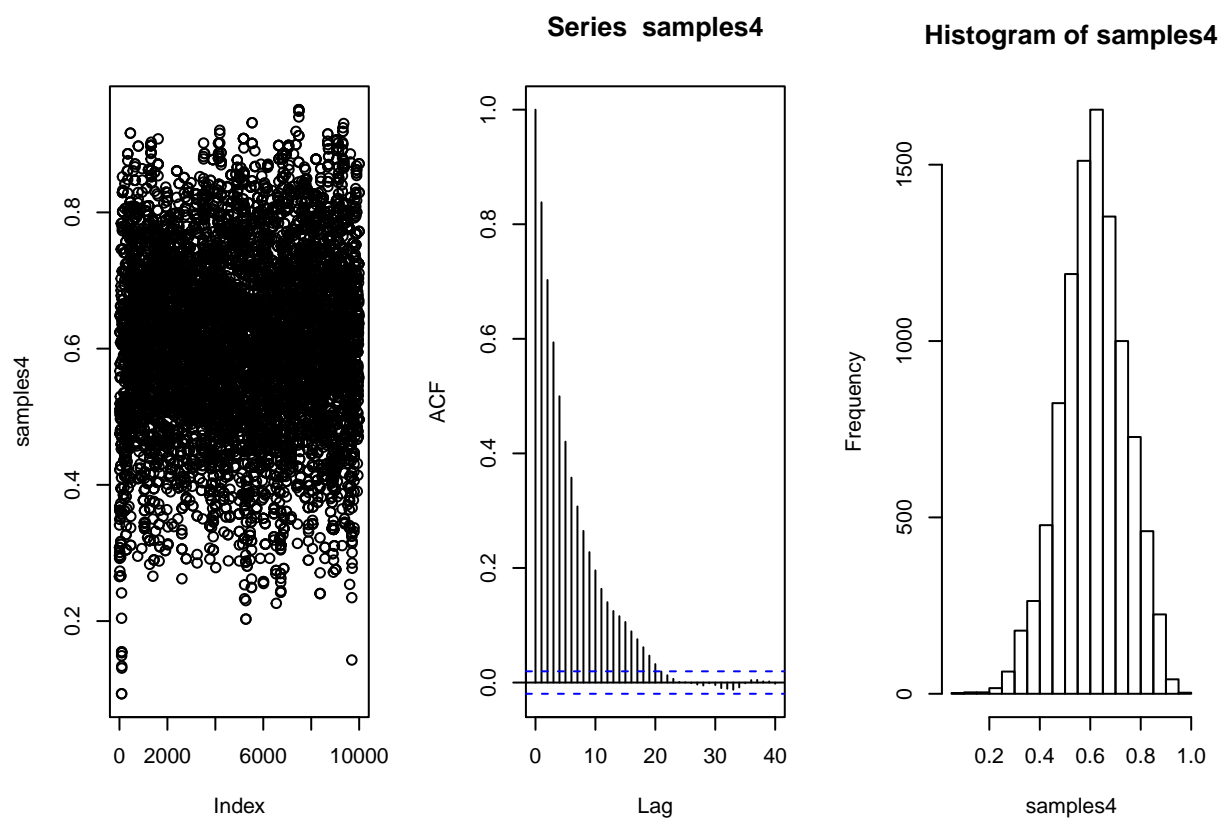 samples4
0.2
0.4
0.6
0.8
0 2000 6000 10000
Index
Series samples4
ACF
0.0
0.2
0.4
0.6
0.8
1.0
0 10 20 30 40
Lag
Histogram of samples4
Frequency
0
500
1000
1500
0.2 0.4 0.6 0.8 1.0
samples4